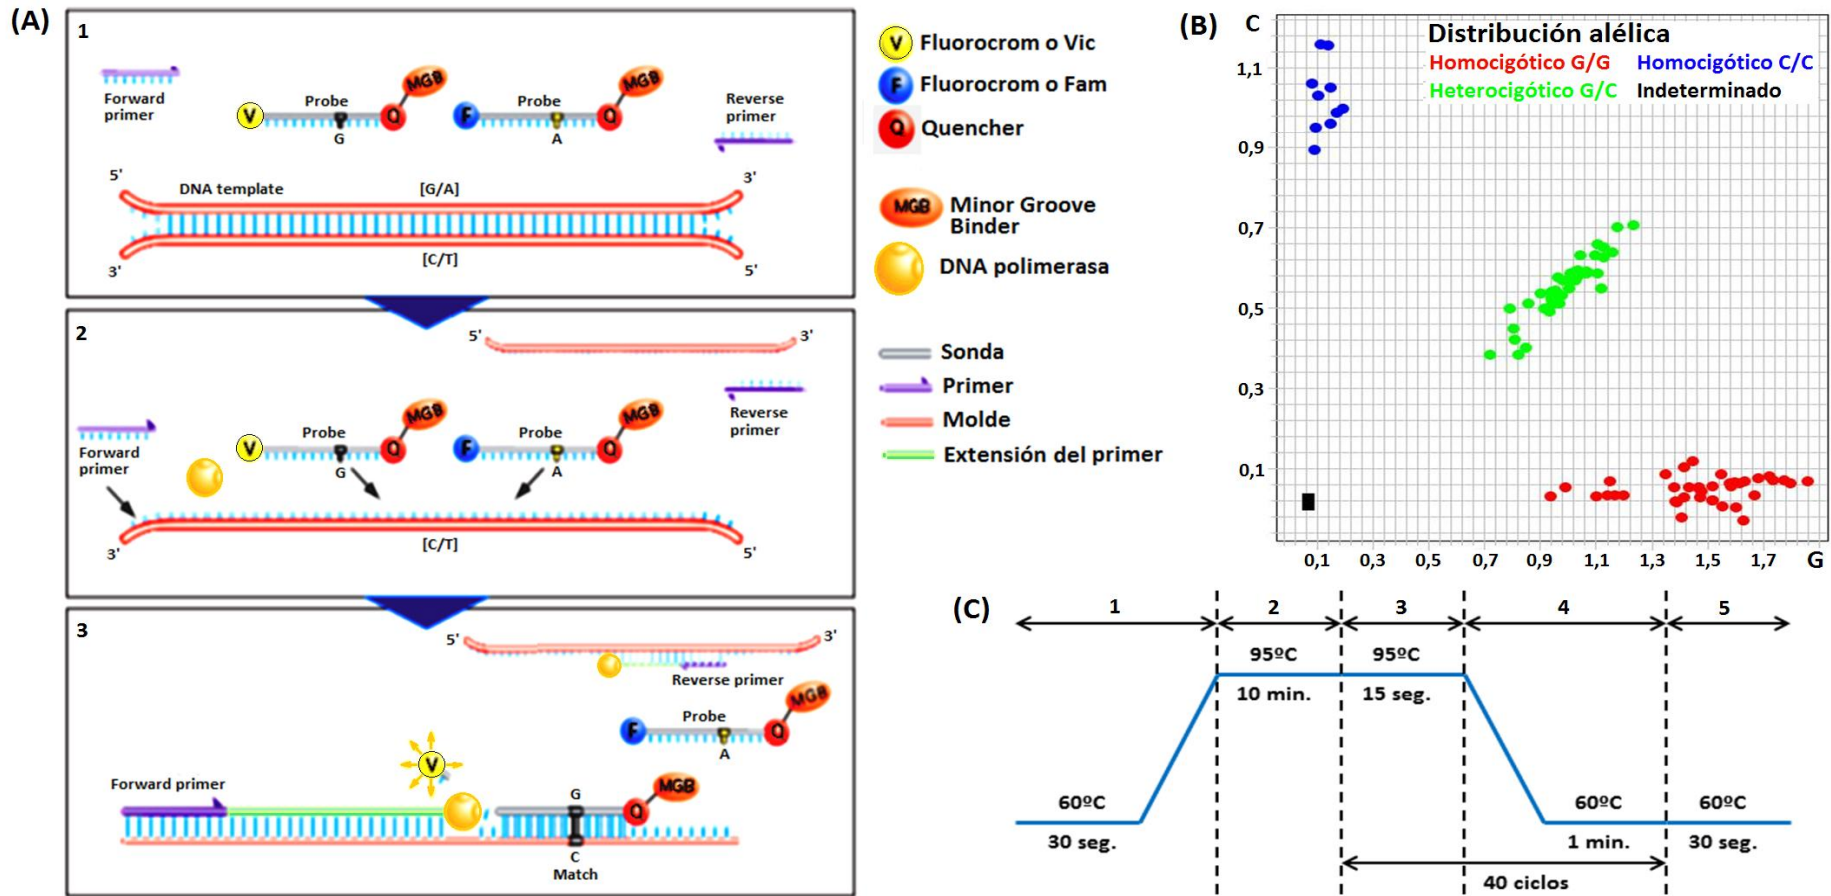 (A)
1
Forward
primer
Probe
MGB
V
Q
G
Probe
MGB
F
Q
A
Reverse
primer
5'
DNA template
[G/A]
3'
3'
[C/T]
5'
2
5'
3'
Forward
primer
Probe
MGB
V
Q
G
Probe
MGB
F
Q
A
Reverse
primer
3'
[C/T]
5'
3
5'
3'
Reverse primer
Probe
MGB
F
Q
A
V
Forward primer
G
MGB
Q
C
Match
V Fluorocrom o Vic
F Fluorocrom o Fam
Q Quencher
MGB Minor Groove
Binder
DNA polimerasa
Sonda
Primer
Molde
Extensión del primer
(B)
C
Distribución alélica
Homocigótico G/G Homocigótico C/C
Heterocigótico G/C Indeterminado
1,1
0,9
0,7
0,5
0,3
0,1
0,1 0,3 0,5 0,7 0,9 1,1 1,3 1,5 1,7 G
(C)
1 2 3 4 5
95ºC 95ºC
10 min. 15 seg.
60ºC 60ºC 60ºC
30 seg. 1 min. 30 seg.
40 ciclos